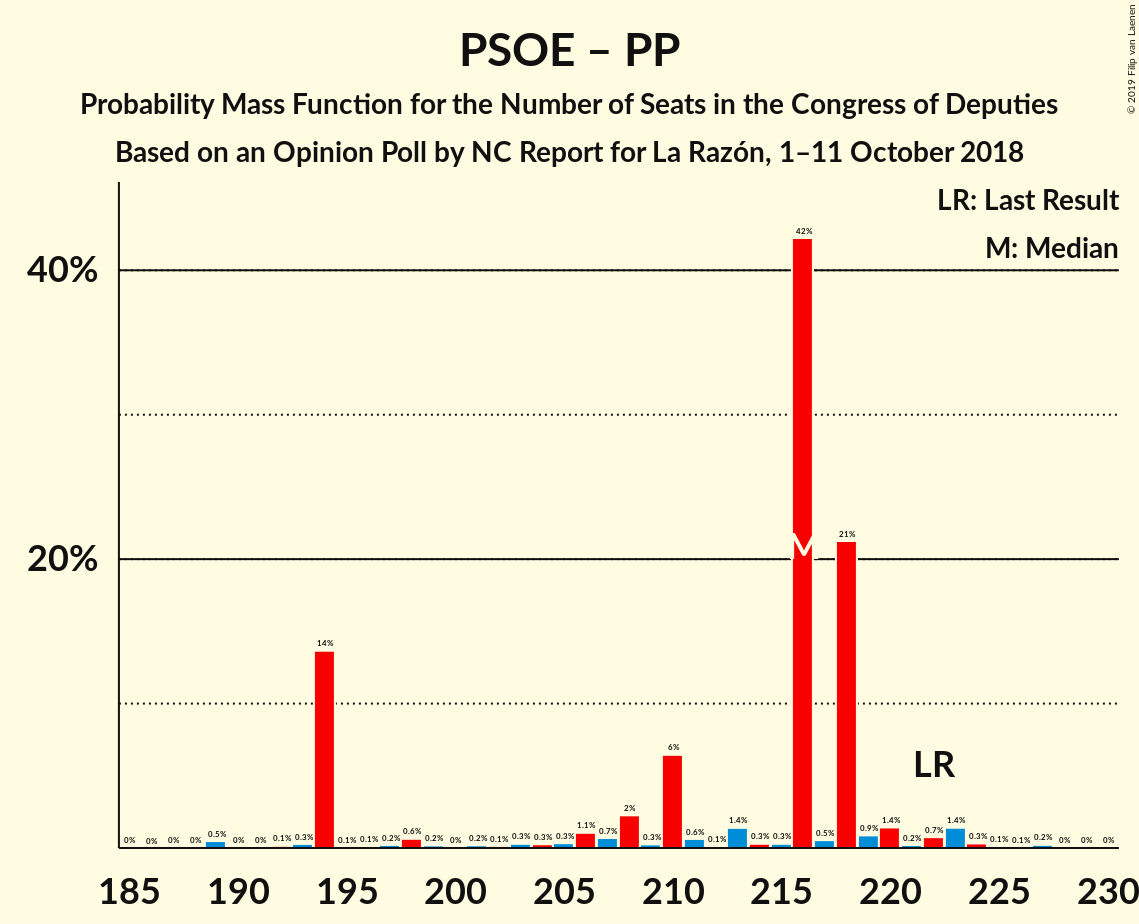 PSOE – PP
Probability Mass Function for the Number of Seats in the Congress of Deputies
Based on an Opinion Poll by NC Report for La Razón, 1–11 October 2018
© 2019 Filip van Laenen
LR: Last Result
M: Median
40%
20%
0% 0% 0% 0% 0.5% 0% 0% 0.1% 0.3% 14% 0.1% 0.1% 0.2% 0.6% 0.2% 0% 0.2% 0.1% 0.3% 0.3% 0.3% 1.1% 0.7% 2% 0.3% 6% 0.6% 0.1% 1.4% 0.3% 0.3% 42% 0.5% 21% 0.9% 1.4% 0.2% 0.7% 1.4% 0.3% 0.1% 0.1% 0.2% 0% 0% 0%
M
LR
185 190 195 200 205 210 215 220 225 230